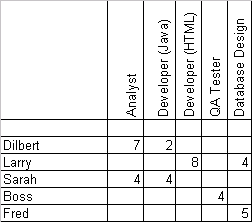 Analyst Developer (Java) Developer (HTML) QA Tester Database Design
Dilbert 7 2
Larry 8 4
Sarah 4 4
Boss 4
Fred 5